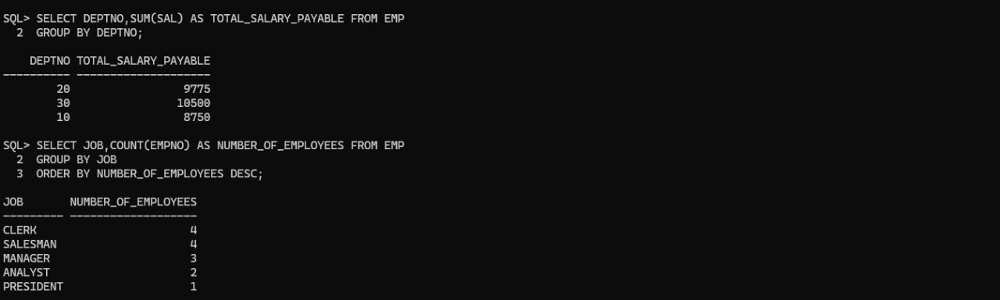 SQL> SELECT DEPTNO,SUM(SAL) AS TOTAL_SALARY_PAYABLE FROM EMP
  2  GROUP BY DEPTNO;

    DEPTNO TOTAL_SALARY_PAYABLE
---------- --------------------
        20                 9775
        30                10500
        10                 8750

SQL> SELECT JOB,COUNT(EMPNO) AS NUMBER_OF_EMPLOYEES FROM EMP
  2  GROUP BY JOB
  3  ORDER BY NUMBER_OF_EMPLOYEES DESC;

JOB       NUMBER_OF_EMPLOYEES
--------- -------------------
CLERK                       4
SALESMAN                    4
MANAGER                     3
ANALYST                     2
PRESIDENT                   1